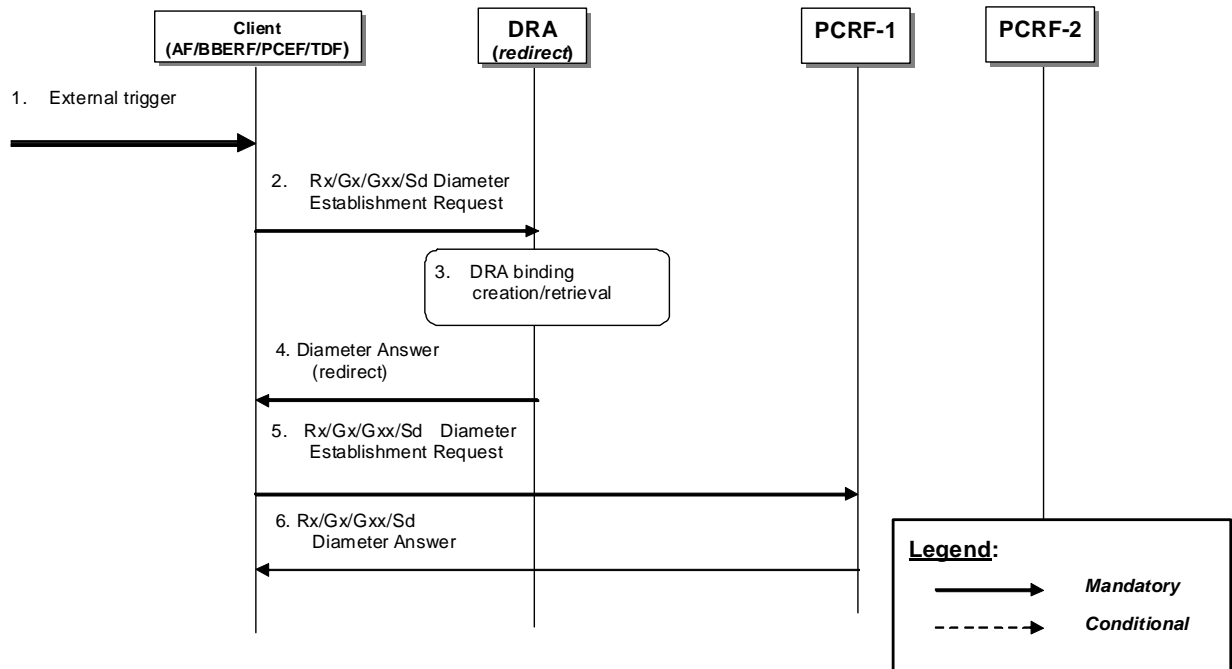 Client
(AF/BBERF/PCEF/TDF)
DRA
(redirect)
PCRF-1
PCRF-2
1. External trigger
2. Rx/Gx/Gxx/Sd Diameter
Establishment Request
3. DRA binding
creation/retrieval
4. Diameter Answer
(redirect)
5. Rx/Gx/Gxx/Sd Diameter
Establishment Request
6. Rx/Gx/Gxx/Sd
Diameter Answer
Legend:
Mandatory
Conditional